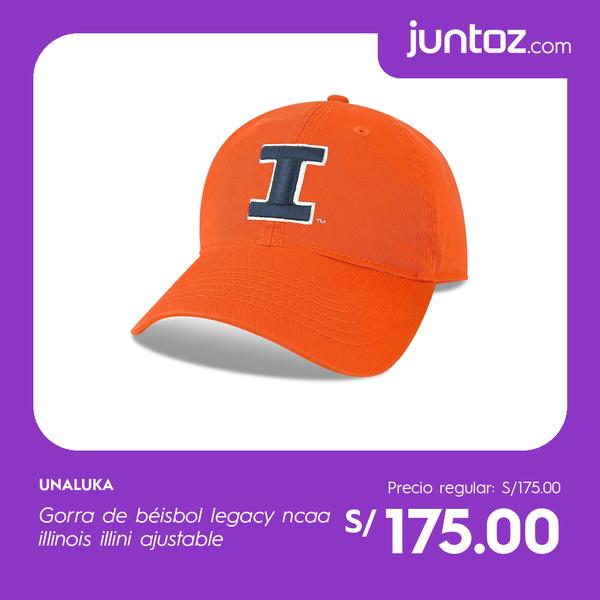 juntoz.com
I
™
UNALUKA
Precio regular: S/175.00
Gorra de béisbol legacy ncaa
illinois illini ajustable
S/ 175.00